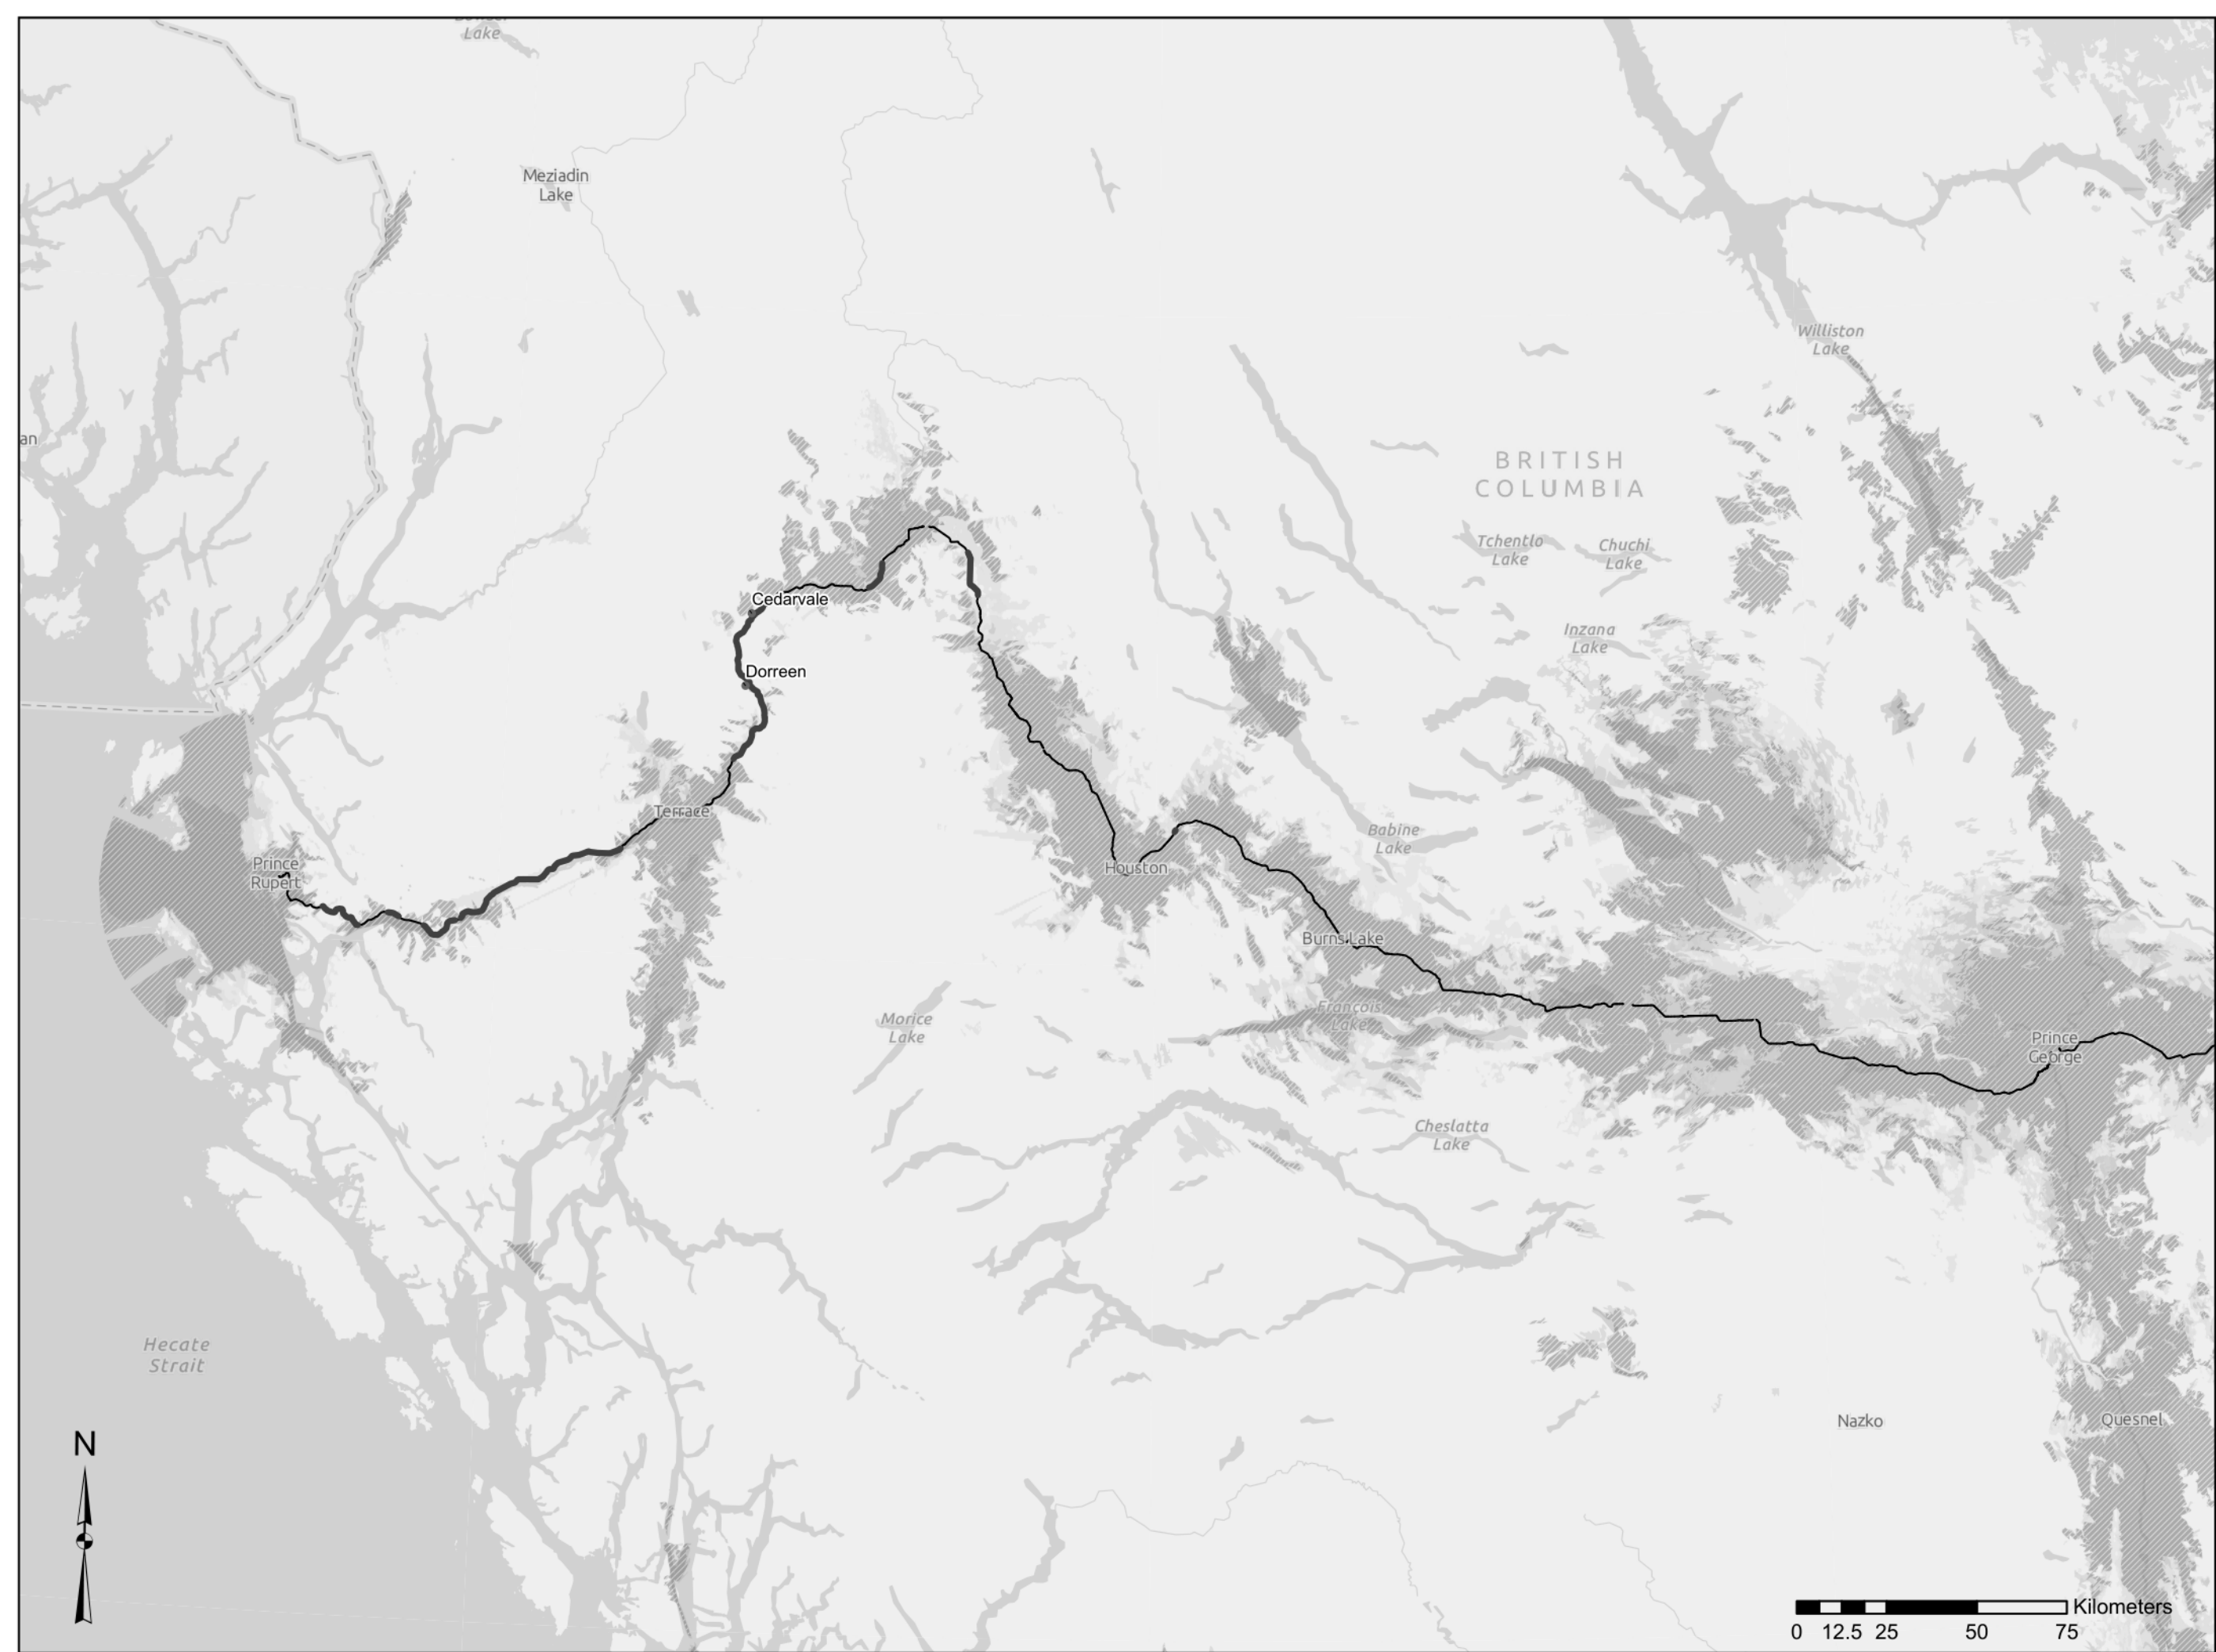 Lake
Meziadin
Lake
Williston
Lake
an
BRITISH
COLUMBIA
Tchentlo
Lake
Chuchi
Lake
Cedarvale
Inzana
Lake
Dorreen
Terrace
Babine
Lake
Prince
Rupert
Houston
Burns Lake
François
Lake
Morice
Lake
Prince
George
Cheslatta
Lake
Hecate
Strait
Nazko
Quesnel
N
Kilometers
0 12.5 25 50 75